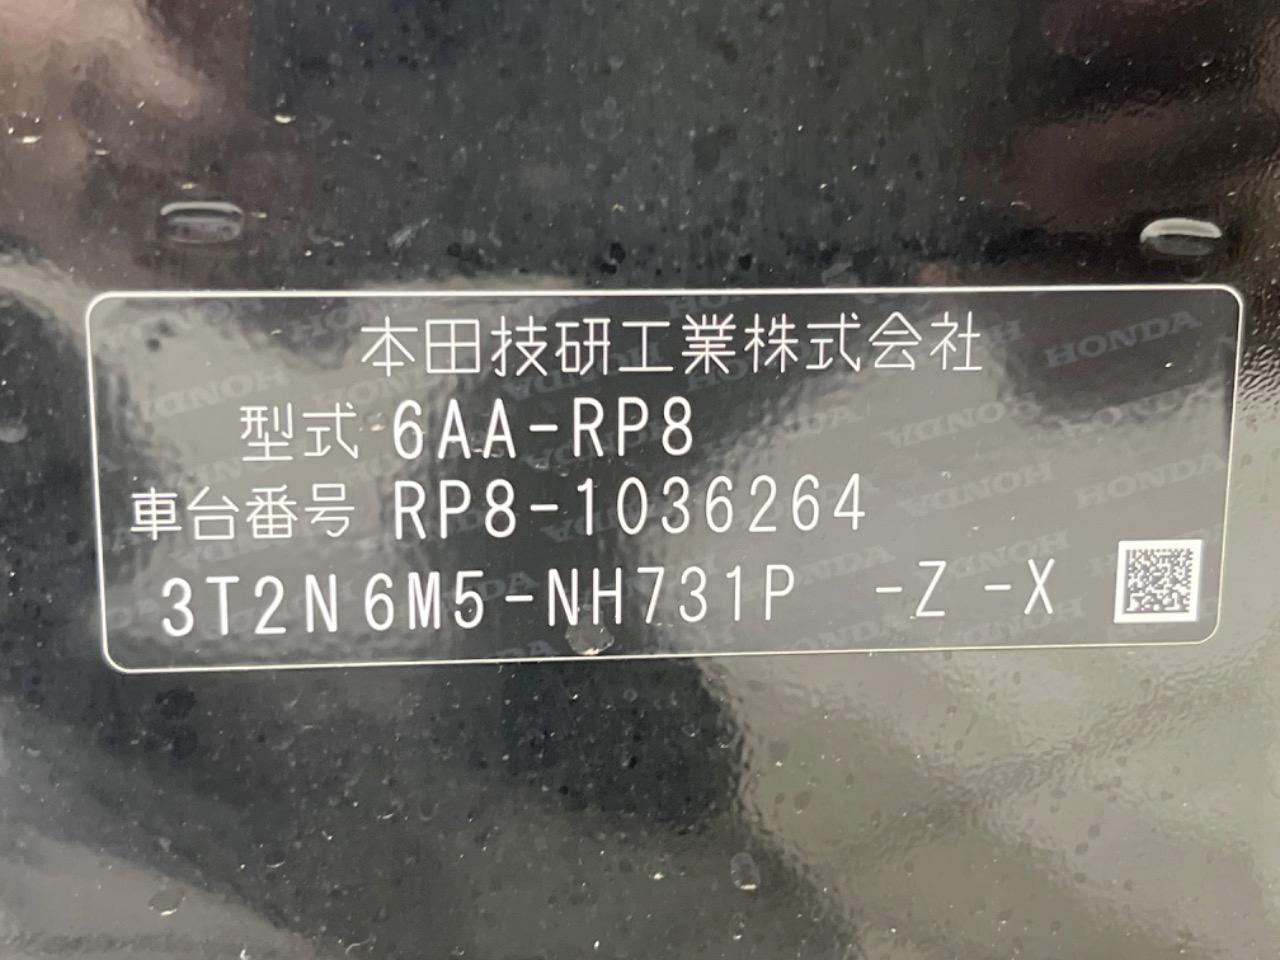 本田技研工業株式会社
型式 6AA-RP8
車台番号 RP8-1036264
3T2N6M5-NH731P -Z -X